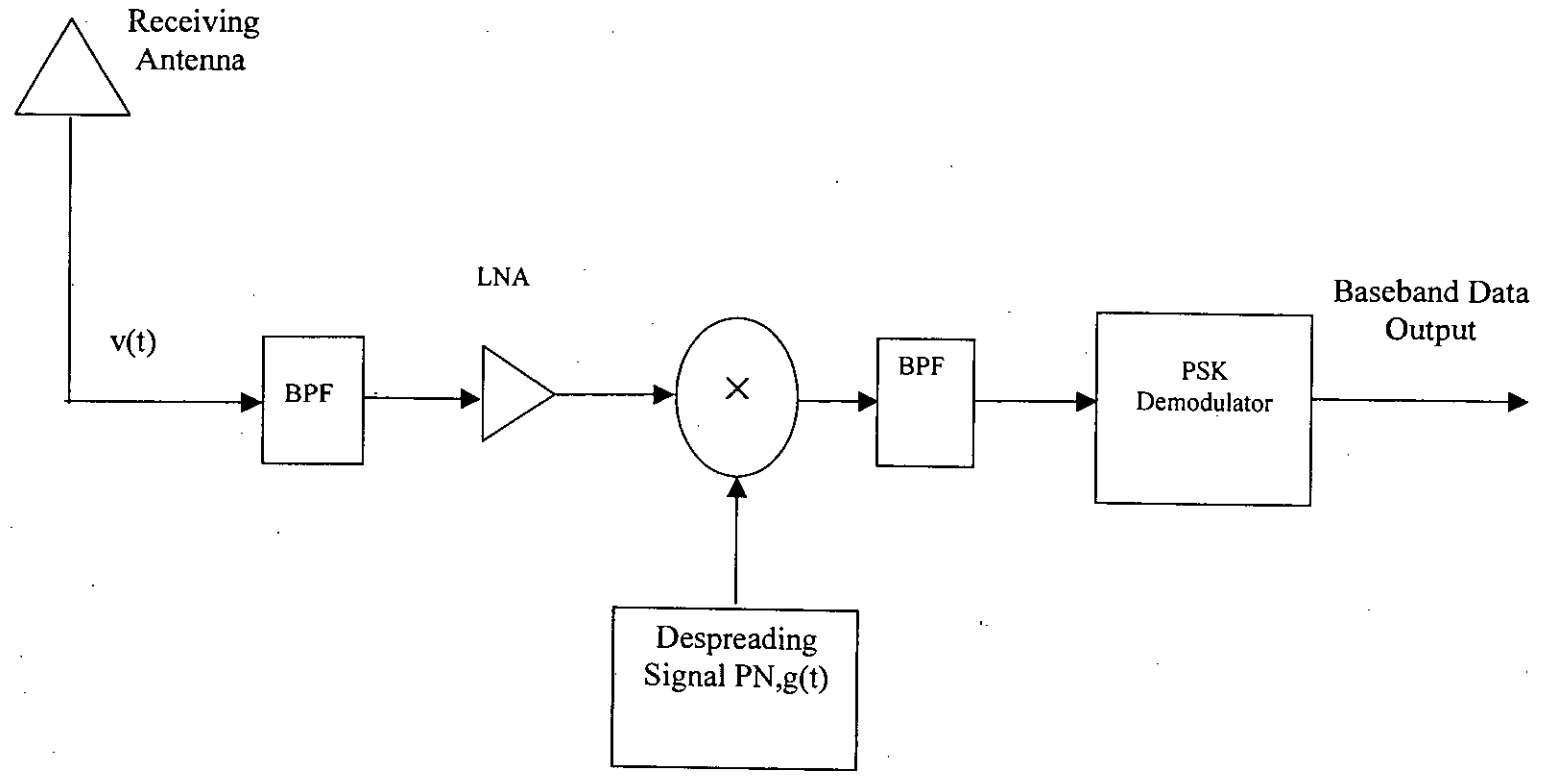 Receiving
Antenna
LNA
v(t)
BPF
×
BPF
PSK
Demodulator
Baseband Data
Output
Despreading
Signal PN,g(t)